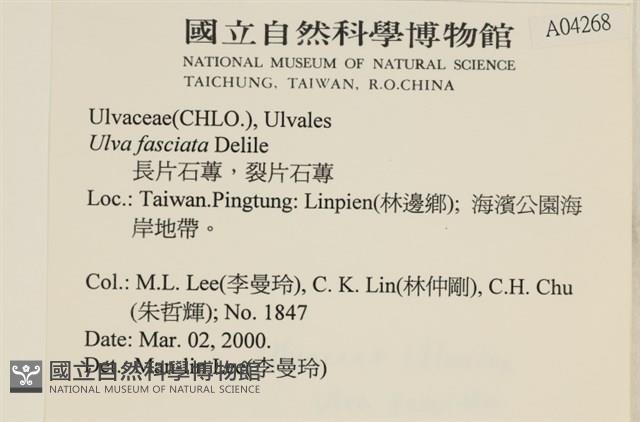 國立自然科學博物館
A04268
NATIONAL MUSEUM OF NATURAL SCIENCE
TAICHUNG, TAIWAN, R.O.CHINA
Ulvaceae(CHLO.), Ulvales
Ulva fasciata Delile
長片石蓴，裂片石蓴
Loc.: Taiwan.Pingtung: Linpien(林邊鄉); 海濱公園海
岸地帶。
Col.: M.L. Lee(李曼玲), C. K. Lin(林仲剛), C.H. Chu
(朱哲輝); No. 1847
Date: Mar. 02, 2000.
Det.: Man-lin Lee(李曼玲)
國立自然科學博物館
NATIONAL MUSEUM OF NATURAL SCIENCE